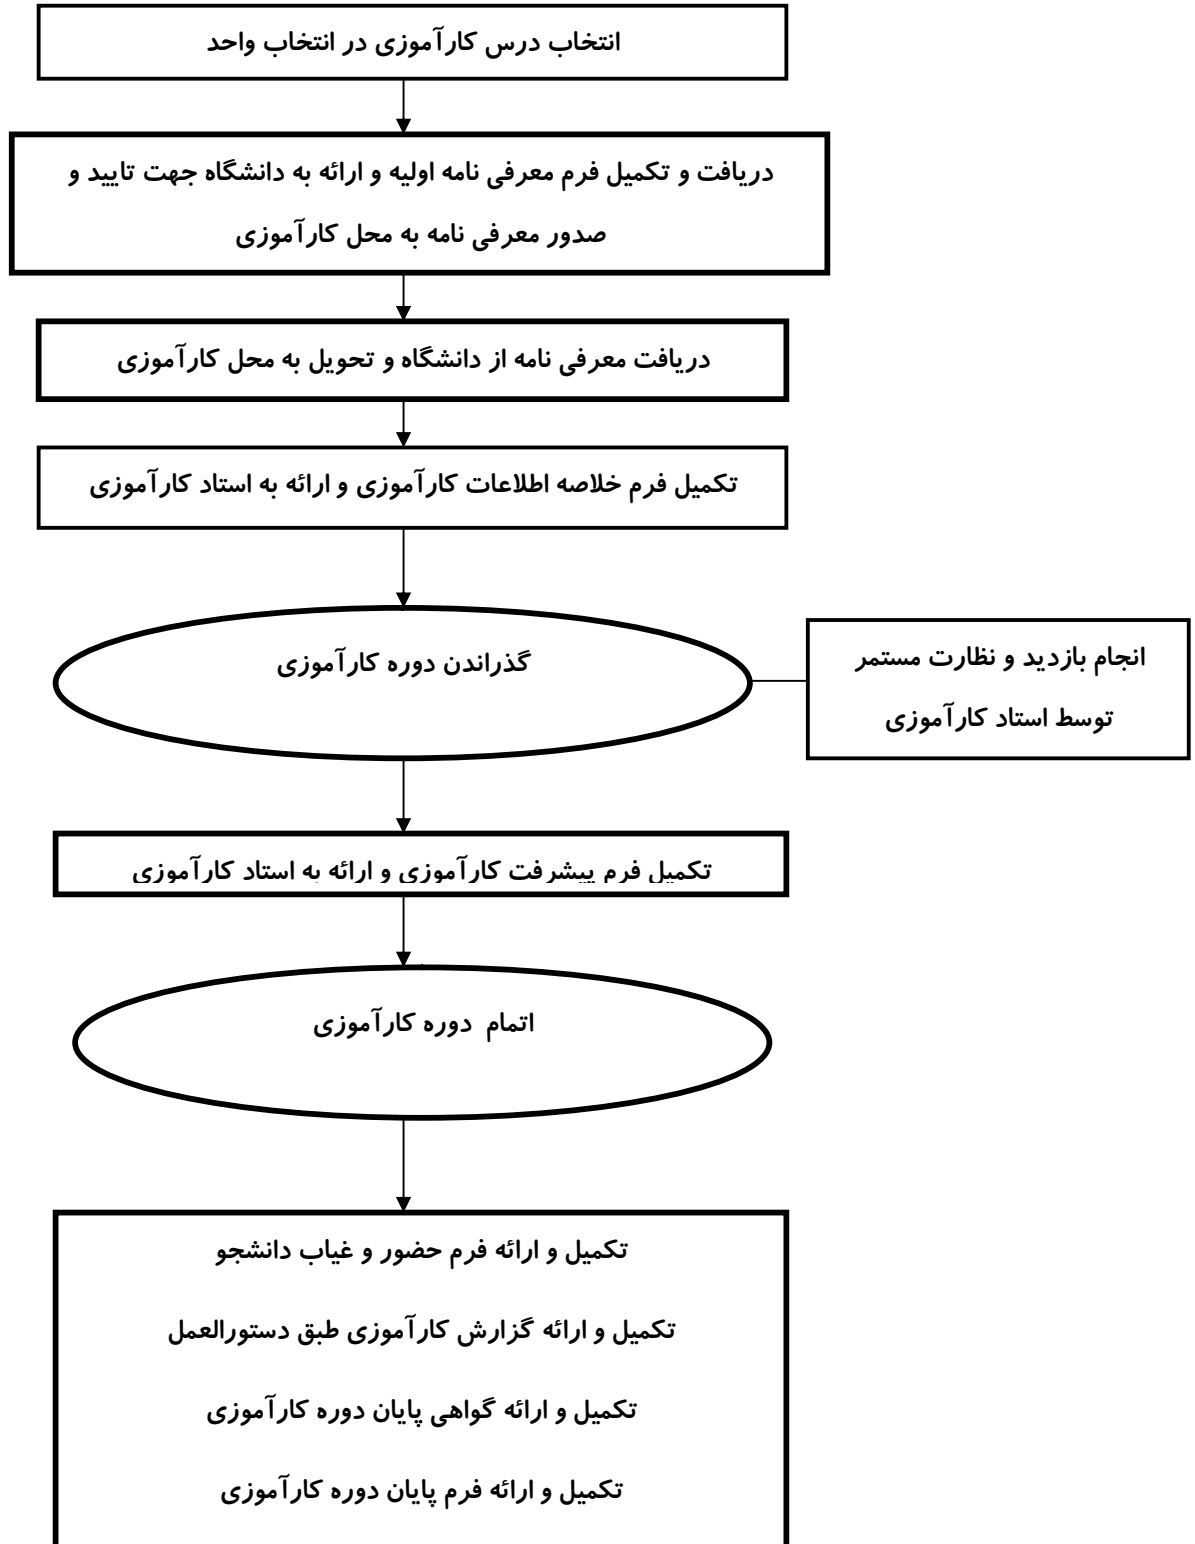 انتخاب درس کارآموزی در انتخاب واحد
دریافت و تکمیل فرم معرفی نامه اولیه و ارائه به دانشگاه جهت تایید و
صدور معرفی نامه به محل کارآموزی
دریافت معرفی نامه از دانشگاه و تحویل به محل کارآموزی
تکمیل فرم خلاصه اطلاعات کارآموزی و ارائه به استاد کارآموزی
گذراندن دوره کارآموزی
انجام بازدید و نظارت مستمر
توسط استاد کارآموزی
تکمیل فرم پیشرفت کارآموزی و ارائه به استاد کارآموزی
اتمام دوره کارآموزی
تکمیل و ارائه فرم حضور و غیاب دانشجو
تکمیل و ارائه گزارش کارآموزی طبق دستورالعمل
تکمیل و ارائه گواهی پایان دوره کارآموزی
تکمیل و ارائه فرم پایان دوره کارآموزی